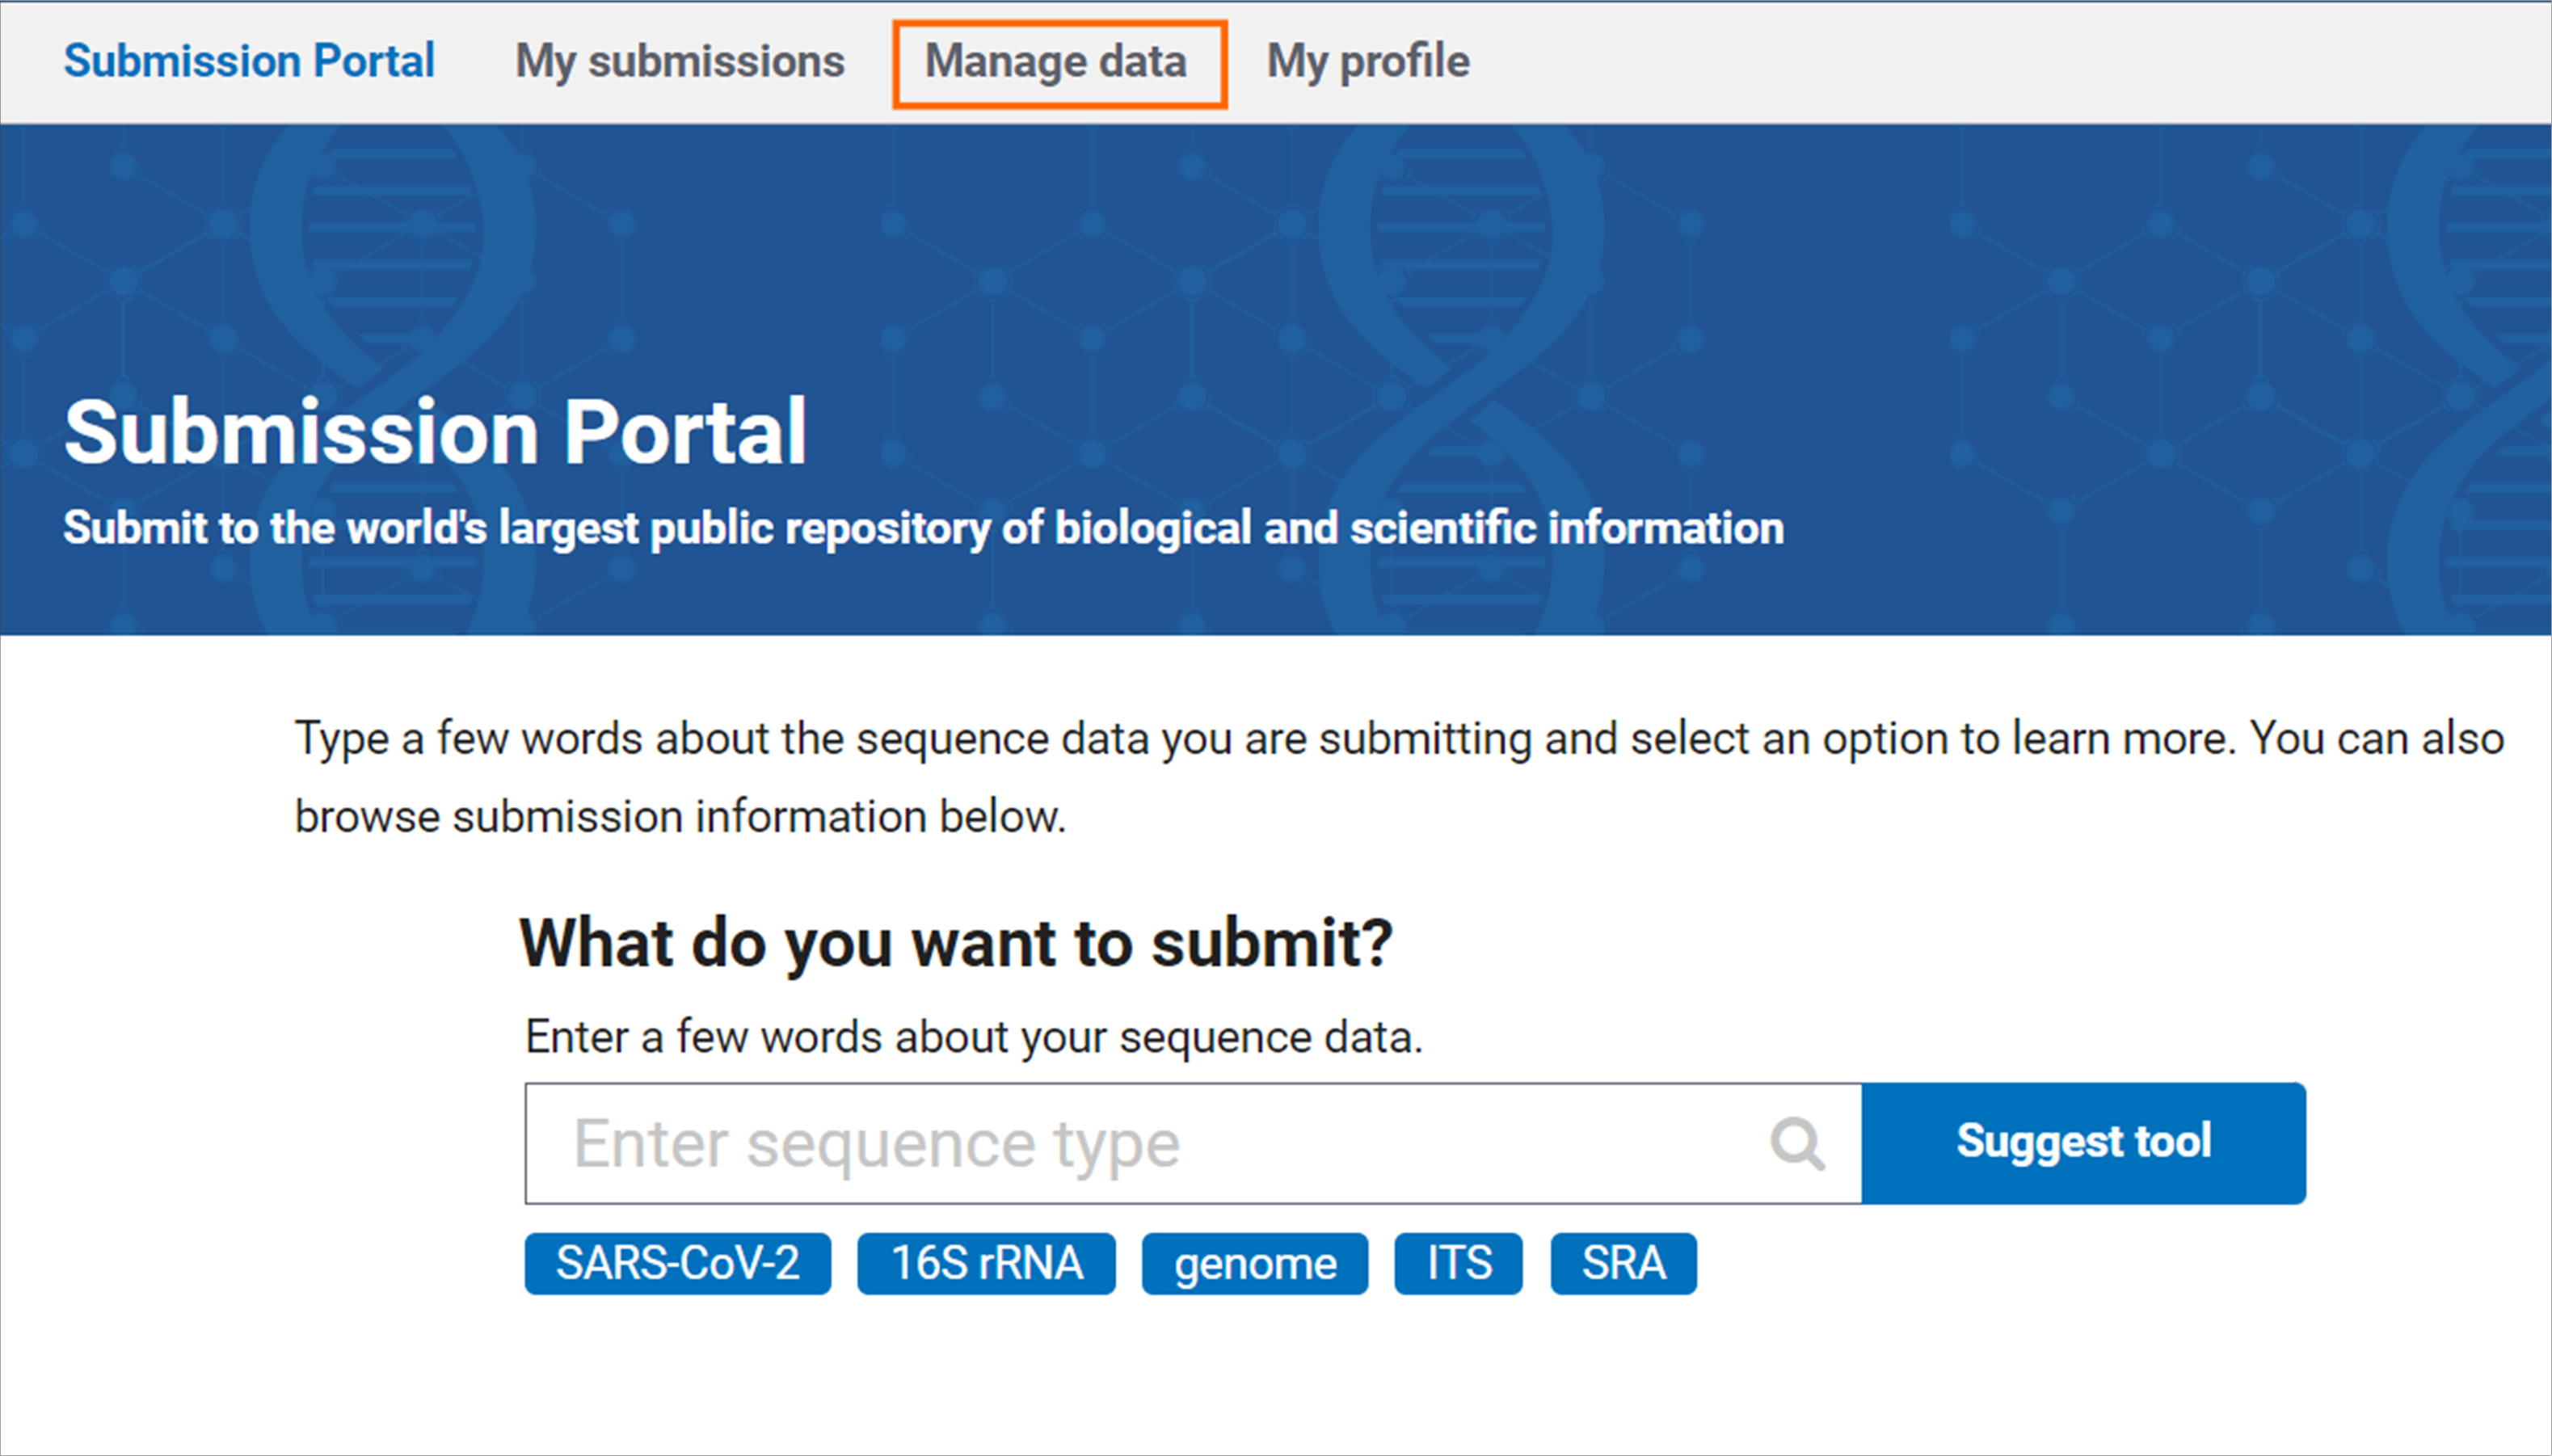 Submission Portal My submissions Manage data My profile
Submission Portal
Submit to the world's largest public repository of biological and scientific information
Type a few words about the sequence data you are submitting and select an option to learn more. You can also
browse submission information below.
What do you want to submit?
Enter a few words about your sequence data.
Enter sequence type Suggest tool
SARS-CoV-2 16S rRNA genome ITS SRA